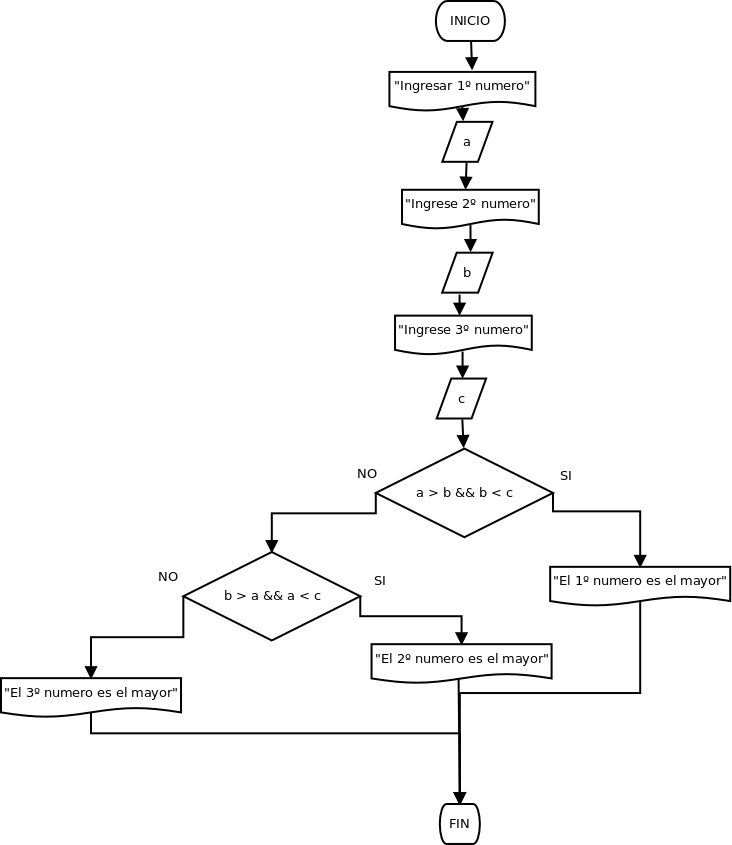 INICIO
"Ingresar 1º numero"
a
"Ingrese 2º numero"
b
"Ingrese 3º numero"
c
NO
SI
a > b && b < c
NO
SI
b > a && a < c
"El 1º numero es el mayor"
"El 2º numero es el mayor"
"El 3º numero es el mayor"
FIN